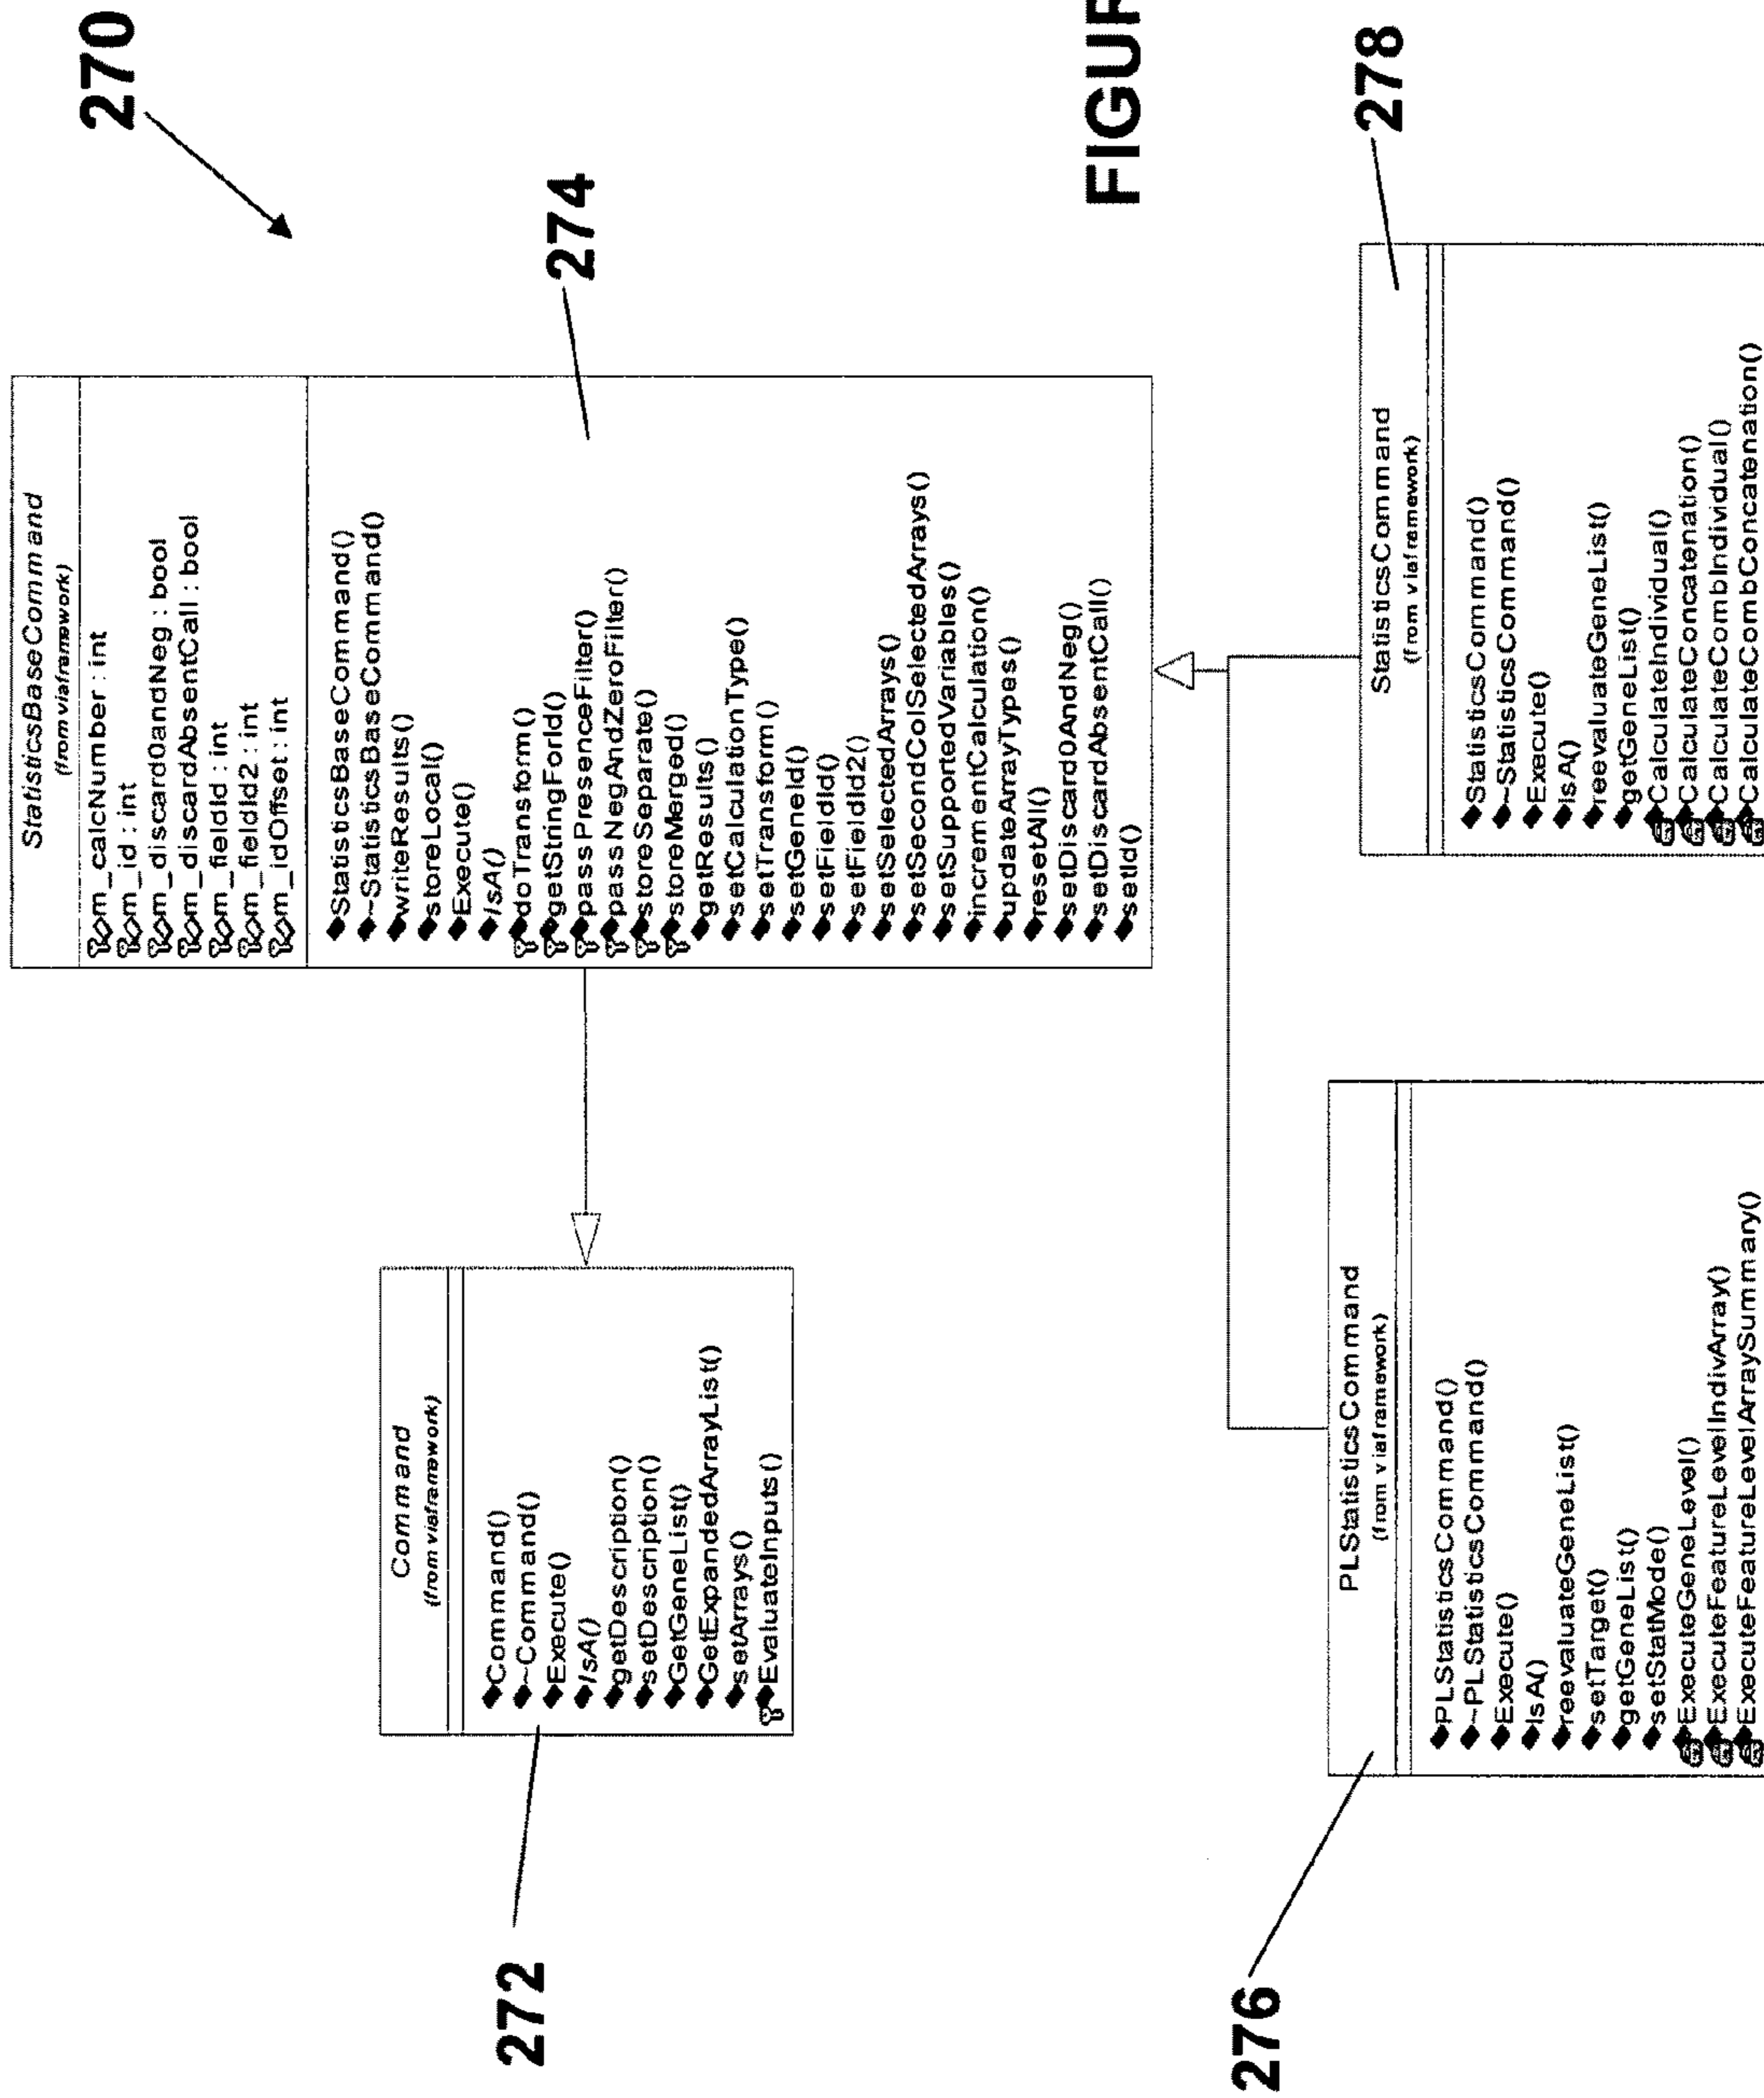 270
StatisticsBaseCommand
(from viaframework)
m_calcNumber : int
m_id : int
m_discard0andNeg : bool
m_discardAbsentCall : bool
m_fieldId : int
m_fieldId2 : int
m_idOffset : int
StatisticsBaseCommand()
~StatisticsBaseCommand()
writeResults()
storeLocal()
Execute()
IsA()
doTransform()
getStringForId()
passPresenceFilter()
passNegAndZeroFilter()
storeSeparate()
storeMerged()
getResults()
setCalculationType()
setTransform()
setGeneId()
setFieldId()
setFieldId2()
setSelectedArrays()
setSecondColSelectedArrays()
setSupportedVariables()
incrementCalculation()
updateArrayTypes()
resetAll()
setDiscard0AndNeg()
setDiscardAbsentCall()
setId()
274
Command
(from viaframework)
Command()
~Command()
Execute()
IsA()
getDescription()
setDescription()
GetGeneList()
GetExpandedArrayList()
setArrays()
EvaluateInputs()
272
FIGUR
PLStatisticsCommand
(from viaframework)
PLStatisticsCommand()
~PLStatisticsCommand()
Execute()
IsA()
reevaluateGeneList()
setTarget()
getGeneList()
setStatMode()
ExecuteGeneLevel()
ExecuteFeatureLevelIndivArray()
ExecuteFeatureLevelArraySummary()
276
StatisticsCommand
(from viaframework)
StatisticsCommand()
~StatisticsCommand()
Execute()
IsA()
reevaluateGeneList()
getGeneList()
CalculateIndividual()
CalculateConcatenation()
CalculateCombIndividual()
CalculateCombConcatenation()
278